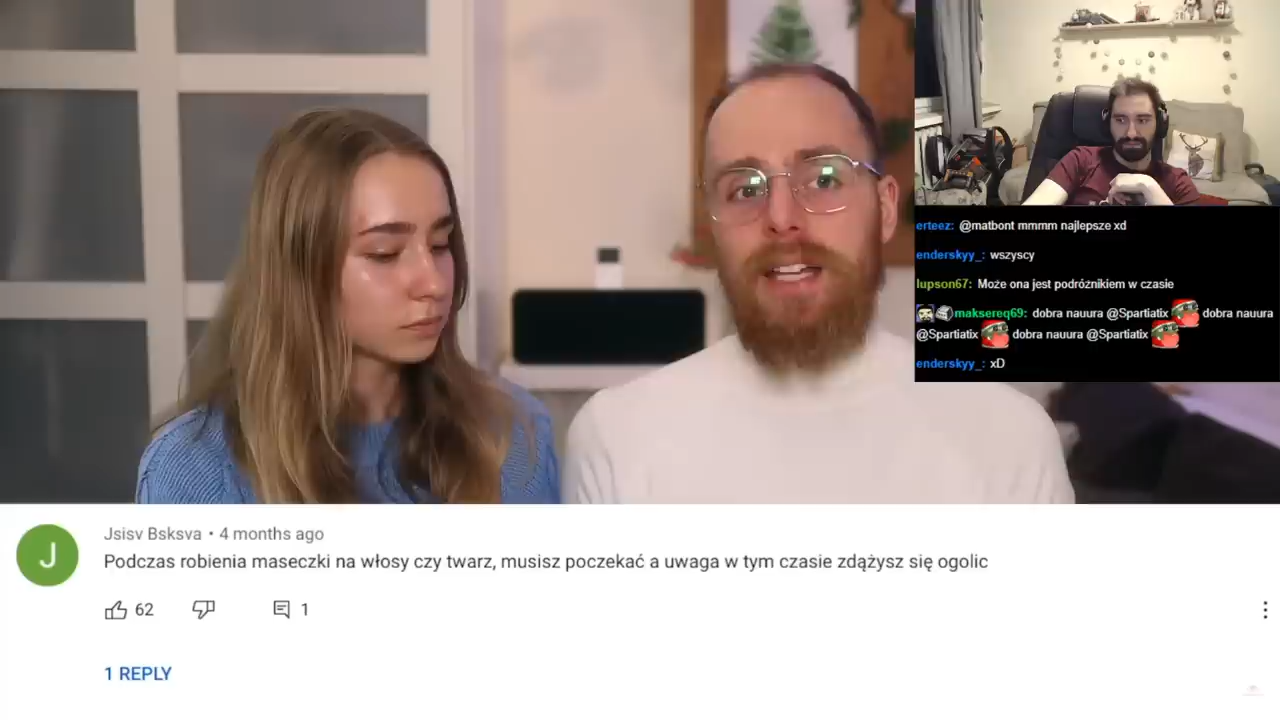 erteez: @matbont mmmm najlepsze xd
enderskyy_: wszyscy
lupson67: Może ona jest podróżnikiem w czasie
maksereq69: dobra nauura @Spartiatix dobra nauura
@Spartiatix dobra nauura @Spartiatix
enderskyy_: xD
J
Jsisv Bsksva • 4 months ago
Podczas robienia maseczki na włosy czy twarz, musisz poczekać a uwaga w tym czasie zdążysz się ogolic
62
1
1 REPLY